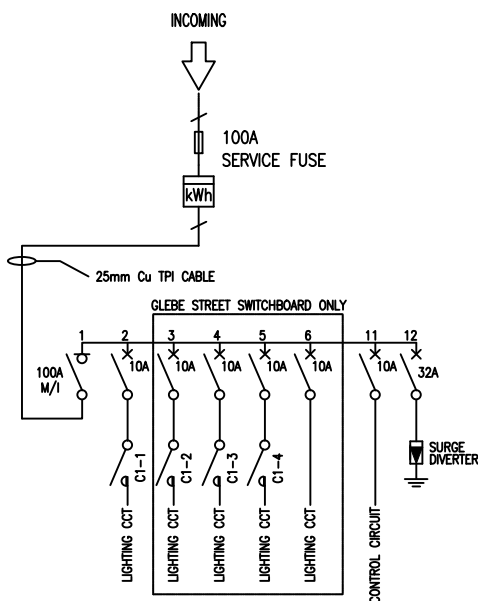 INCOMING
100A
SERVICE FUSE
kWh
25mm Cu TPI CABLE
GLEBE STREET SWITCHBOARD ONLY
1 2 3 4 5 6 11 12
100A
M/I
10A 10A 10A 10A 10A 10A 32A
C1-1 C1-2 C1-3 C1-4
SURGE
DIVERTER
LIGHTING CCT
LIGHTING CCT
LIGHTING CCT
LIGHTING CCT
LIGHTING CCT
CONTROL CIRCUIT